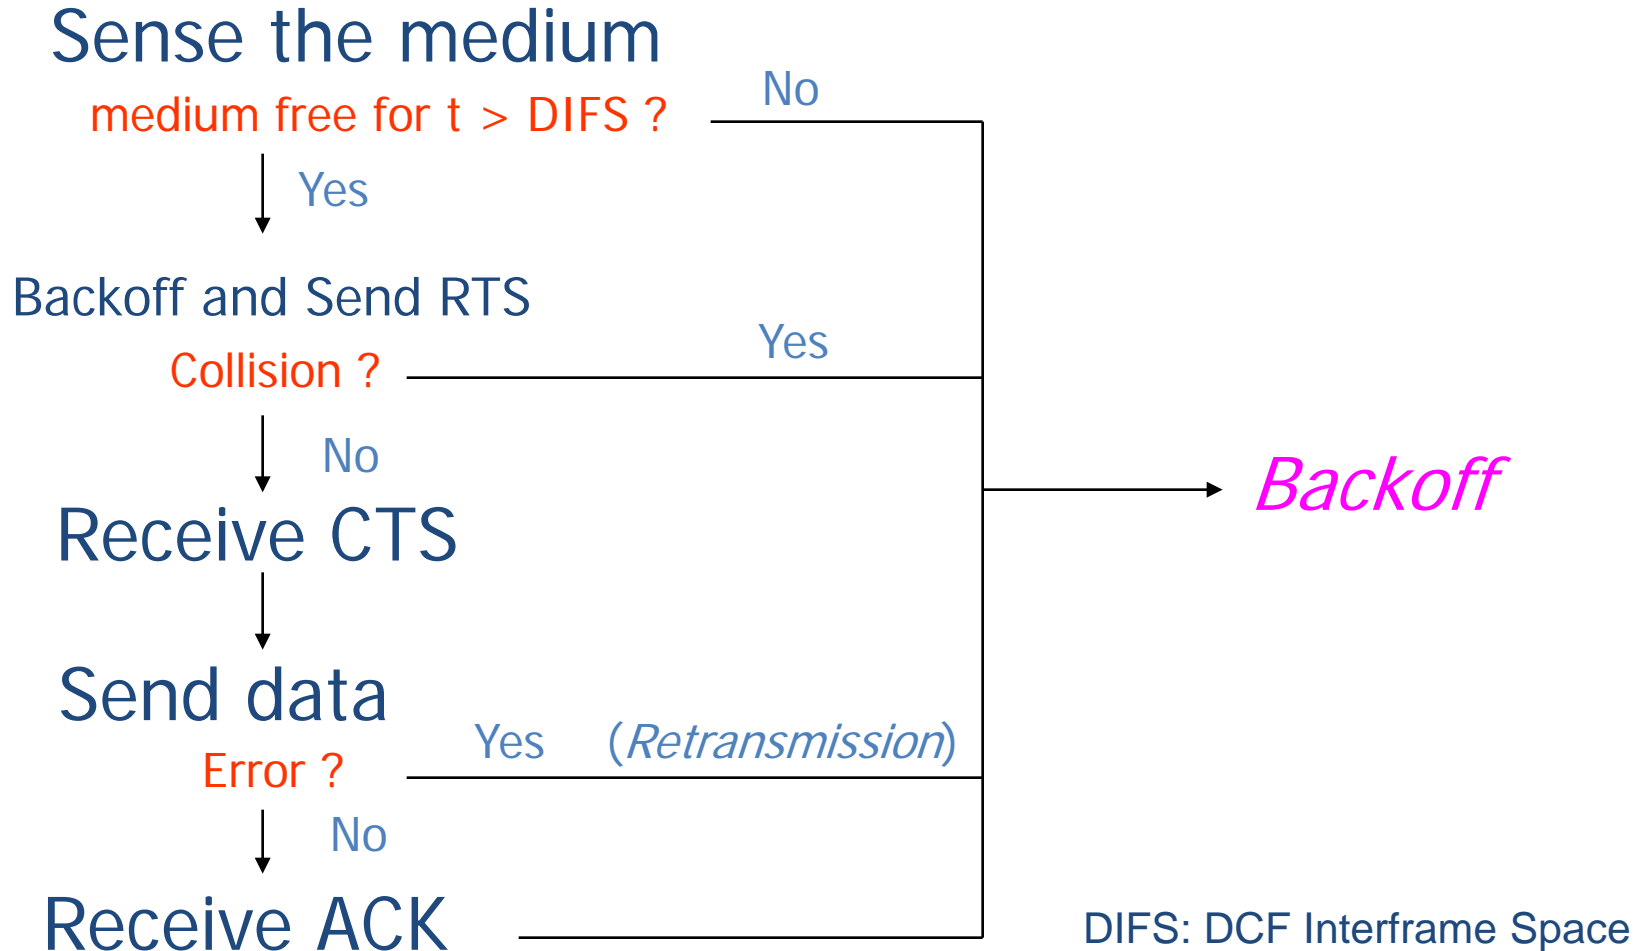 Sense the medium
medium free for t > DIFS ?
No
Yes
Backoff and Send RTS
Collision ?
Yes
No
Receive CTS
Backoff
Send data
Error ?
Yes (Retransmission)
No
Receive ACK
DIFS: DCF Interframe Space